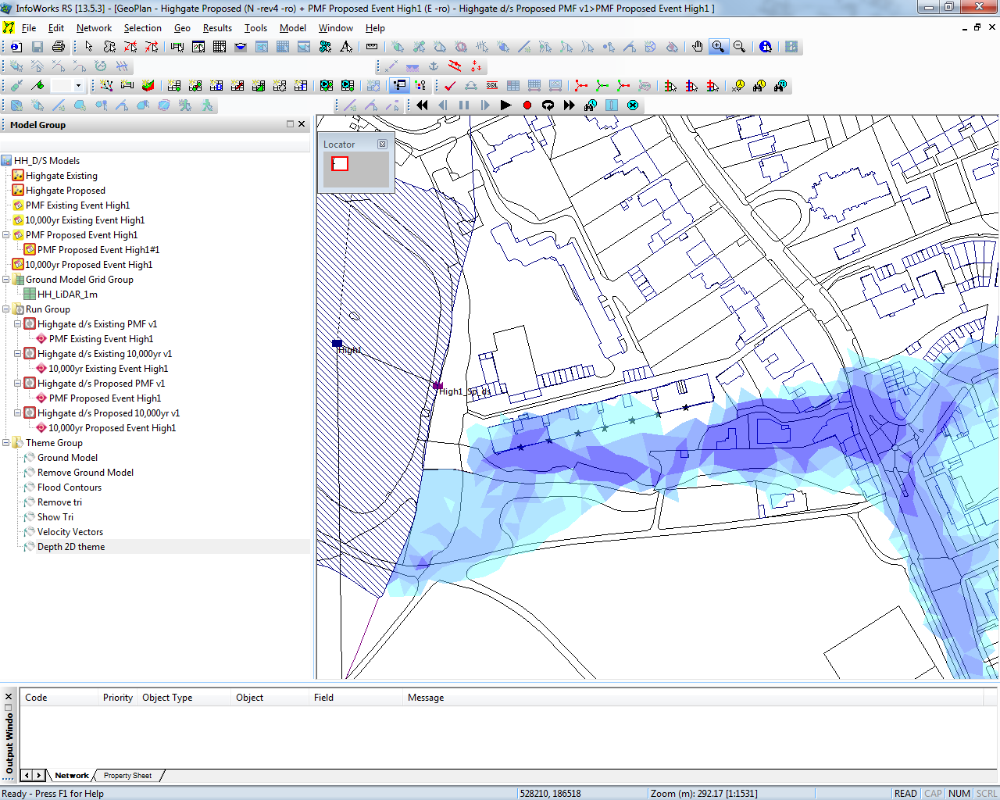 InfoWorks RS [13.5.3] - [GeoPlan - Highgate Proposed (N -rev4 -ro) + PMF Proposed Event High1 (E -ro) - Highgate d/s Proposed PMF v1>PMF Proposed Event High1 ]
File Edit Network Selection Geo Results Tools Model Window Help
SQL
Model Group
Locator
HH_D/S Models
Highgate Existing
Highgate Proposed
PMF Existing Event High1
10,000yr Existing Event High1
PMF Proposed Event High1
PMF Proposed Event High1#1
10,000yr Proposed Event High1
Ground Model Grid Group
HH_LiDAR_1m
Run Group
Highgate d/s Existing PMF v1
PMF Existing Event High1
Highgate d/s Existing 10,000yr v1
10,000yr Existing Event High1
Highgate d/s Proposed PMF v1
PMF Proposed Event High1
Highgate d/s Proposed 10,000yr v1
10,000yr Proposed Event High1
Theme Group
Ground Model
Remove Ground Model
Flood Contours
Remove tri
Show Tri
Velocity Vectors
Depth 2D theme
High1
High1_Sp_ds
Output Windo
Code Priority Object Type Object Field Message
Network Property Sheet
Ready - Press F1 for Help 528210, 186518 Zoom (m): 292.17 [1:1531] READ CAP NUM SCRL